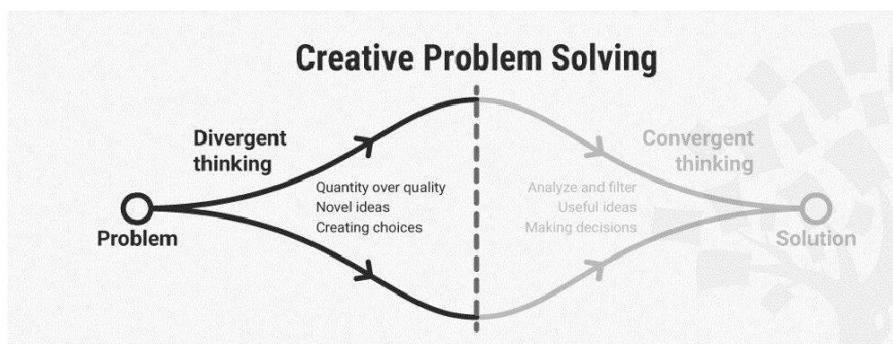 Creative Problem Solving
Divergent
thinking
Convergent
thinking
Quantity over quality
Novel ideas
Creating choices
Analyze and filter
Useful ideas
Making decisions
Problem
Solution